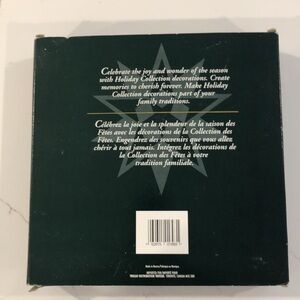 Celebrate the joy and wonder of the season
with Holiday Collection decorations. Create
memories to cherish forever. Make Holiday
Collection decorations part of your
family traditions.
Célébrez la joie et la splendeur de la saison des
Fêtes avec les décorations de la Collection des
Fêtes. Engendrez des souvenirs que vous allez
chérir à tout jamais. Intégrez les décorations de
la Collection des Fêtes à votre
tradition familiale.